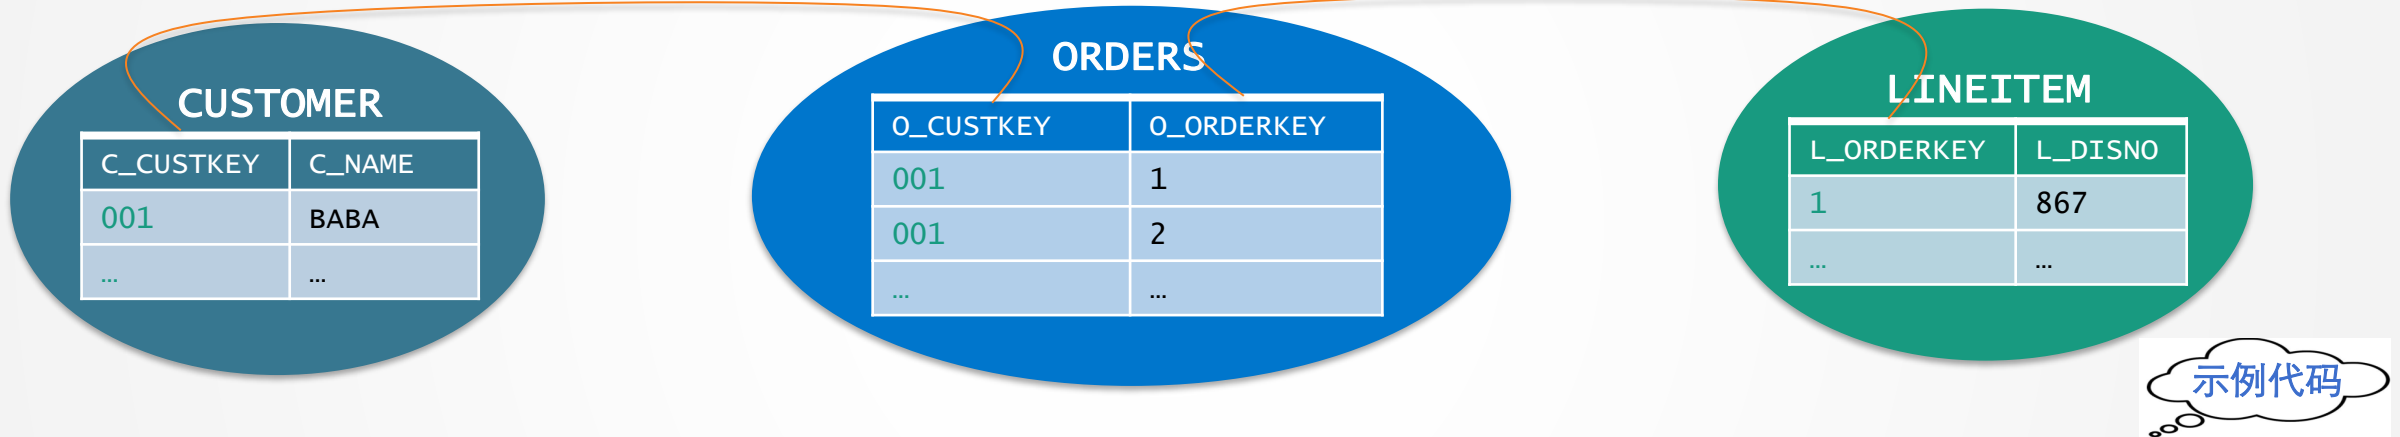 CUSTOMER
C_CUSTKEY C_NAME
001 BABA
... ...
ORDERS
O_CUSTKEY O_ORDERKEY
001 1
001 2
... ...
LINEITEM
L_ORDERKEY L_DISNO
1 867
... ...
示例代码